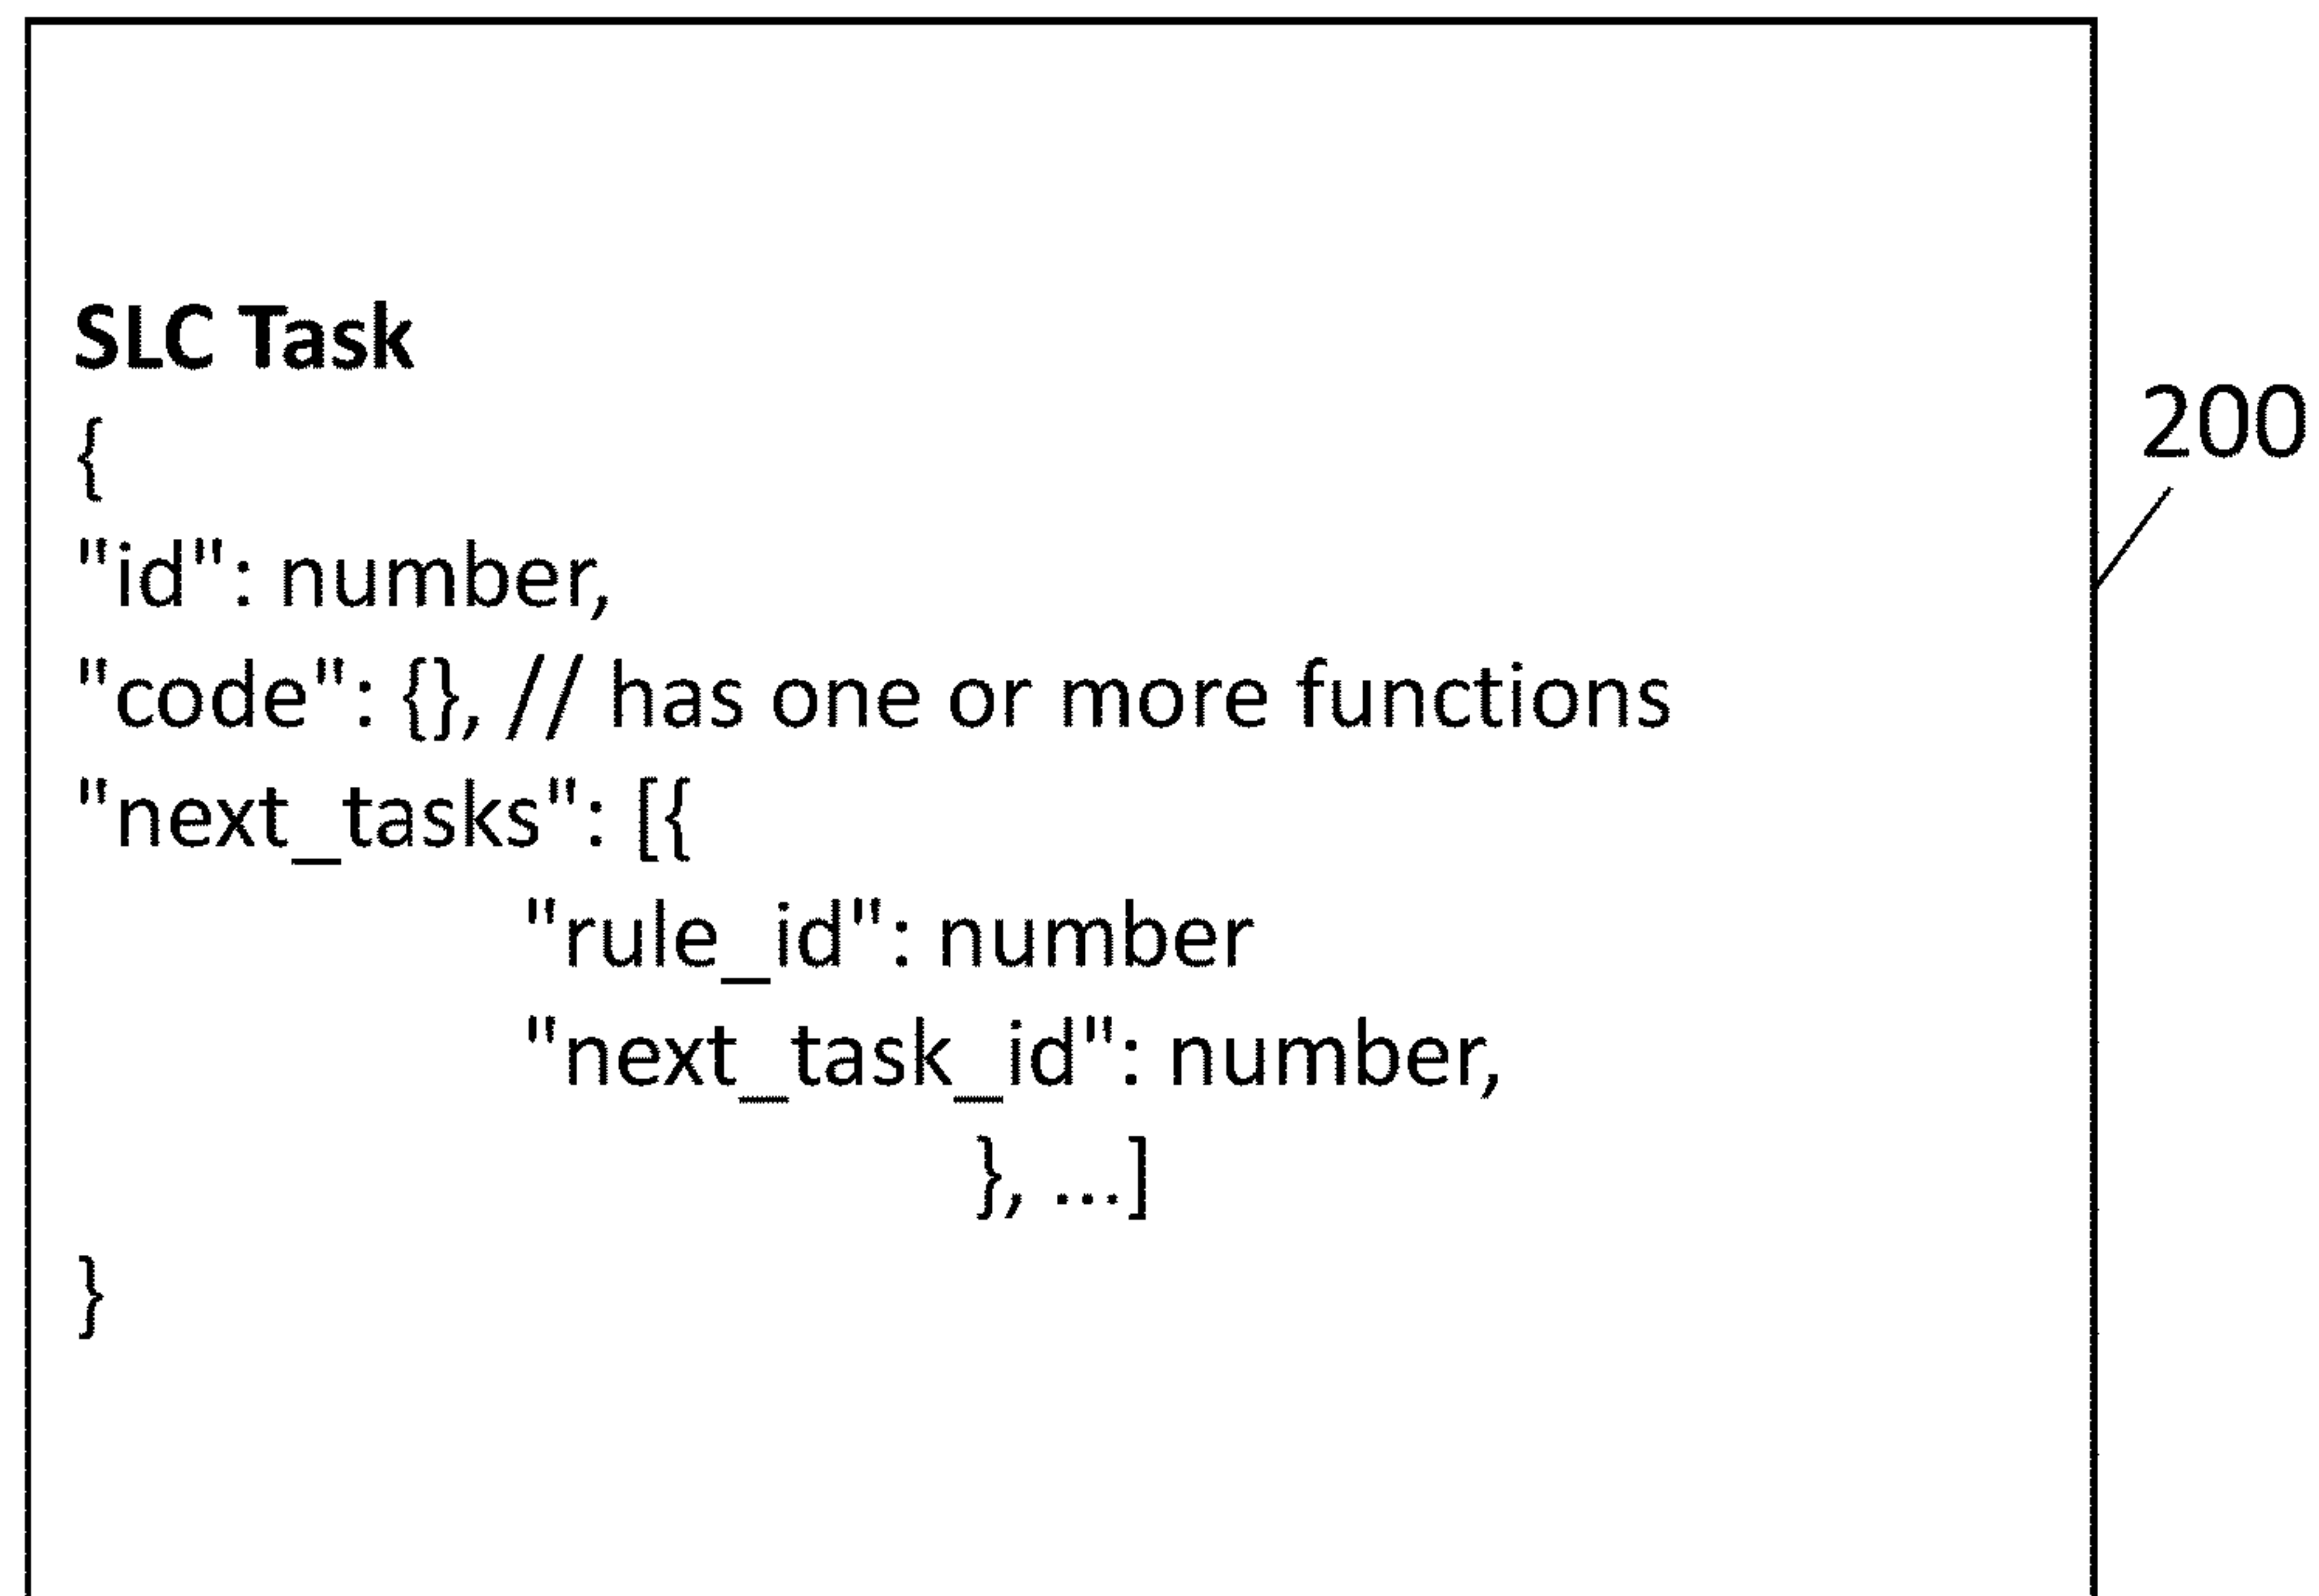 SLC Task
{
"id": number,
"code": {}, // has one or more functions
"next_tasks": [{
"rule_id": number
"next_task_id": number,
}, ...]
}
200